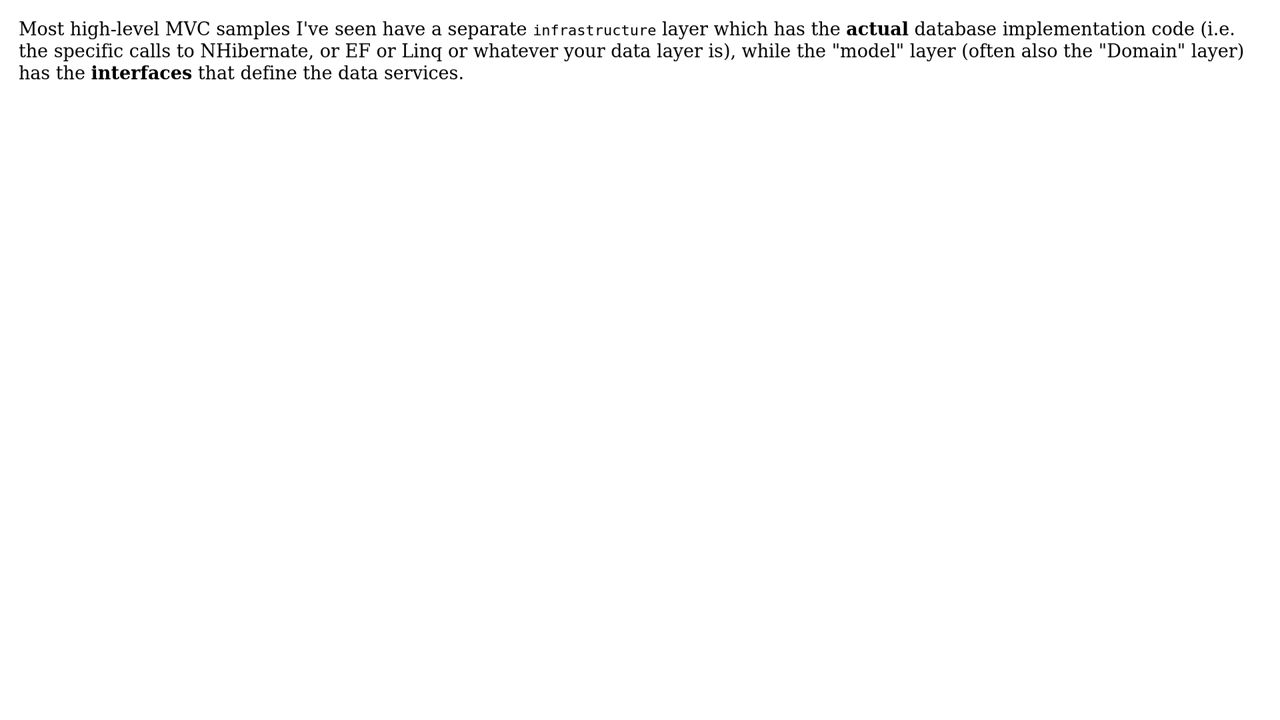 Most high-level MVC samples I've seen have a separate infrastructure layer which has the actual database implementation code (i.e.
the specific calls to NHibernate, or EF or Linq or whatever your data layer is), while the "model" layer (often also the "Domain" layer)
has the interfaces that define the data services.